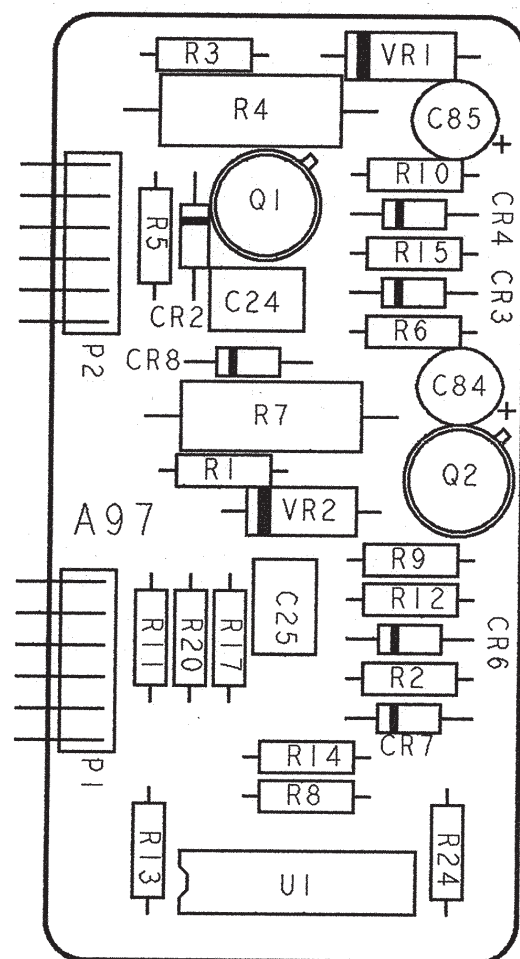 R3
VR1
R4
C85
+
R10
Q1
R5
CR4
R15
C24
CR3
CR2
R6
P2
CR8
C84
+
R7
R1
Q2
A97
VR2
R9
C25
R12
R11
R20
R17
CR6
R2
CR7
R14
P1
R8
R13
R24
U1